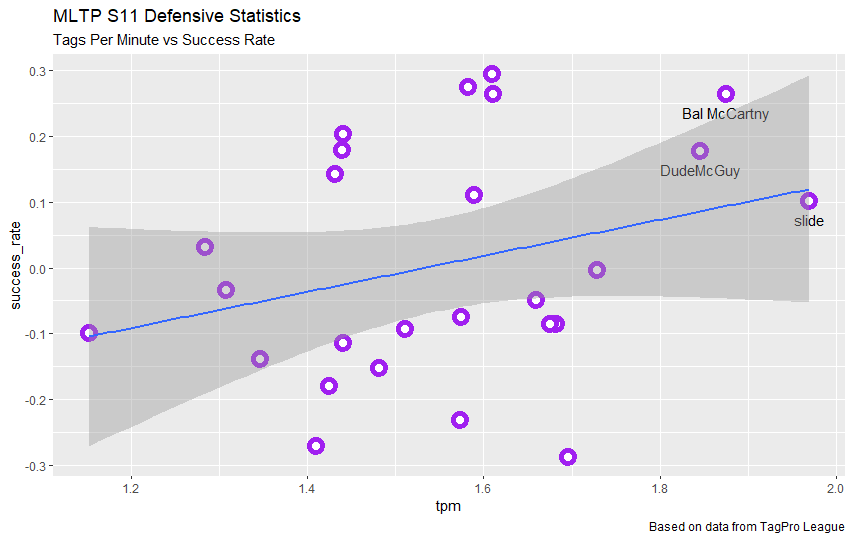 MLTP S11 Defensive Statistics
Tags Per Minute vs Success Rate
0.3
0.2
0.1
0.0
-0.1
-0.2
-0.3
success_rate
Bal McCartny
DudeMcGuy
slide
1.2
1.4
1.6
1.8
2.0
tpm
Based on data from TagPro League